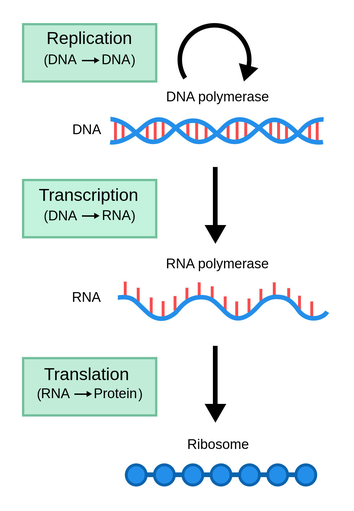 Replication
(DNA → DNA)
DNA polymerase
DNA
Transcription
(DNA → RNA)
RNA polymerase
RNA
Translation
(RNA → Protein)
Ribosome